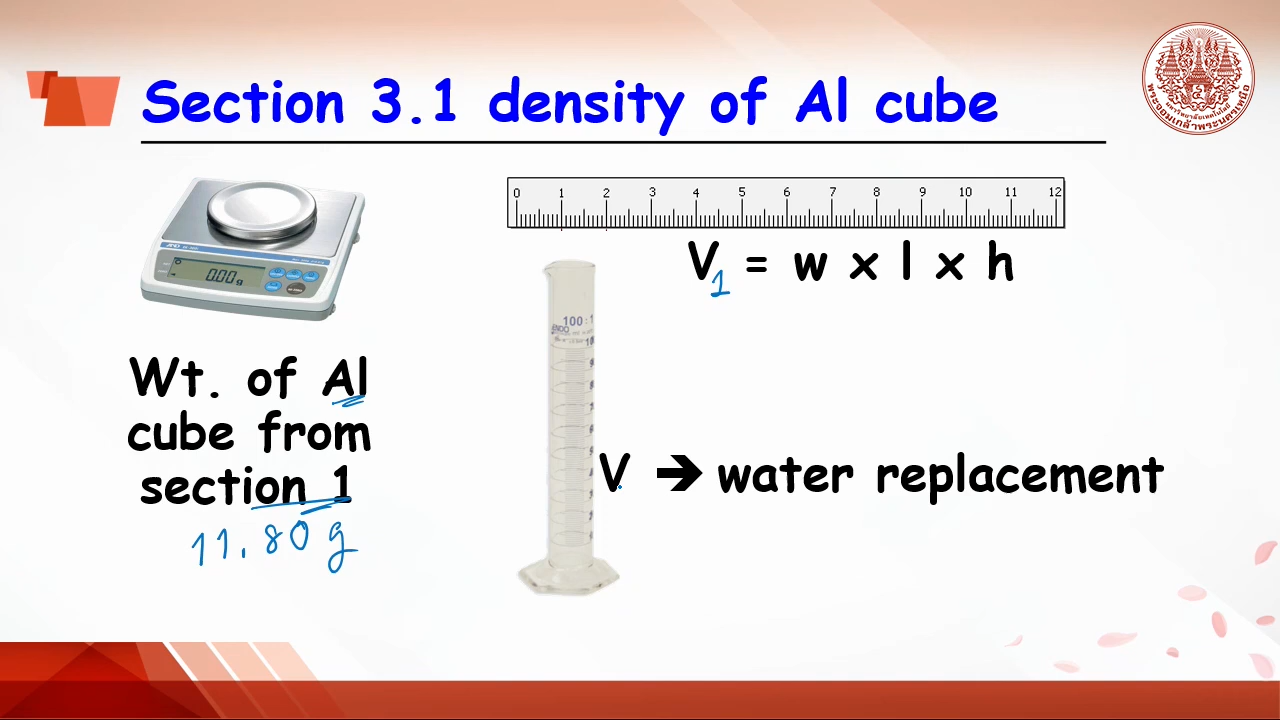 Section 3.1 density of Al cube
0 1 2 3 4 5 6 7 8 9 10 11 12
V1 = w x l x h
0.00 g
100:1
Wt. of Al
cube from
section 1
11.80 g
V ➔ water replacement